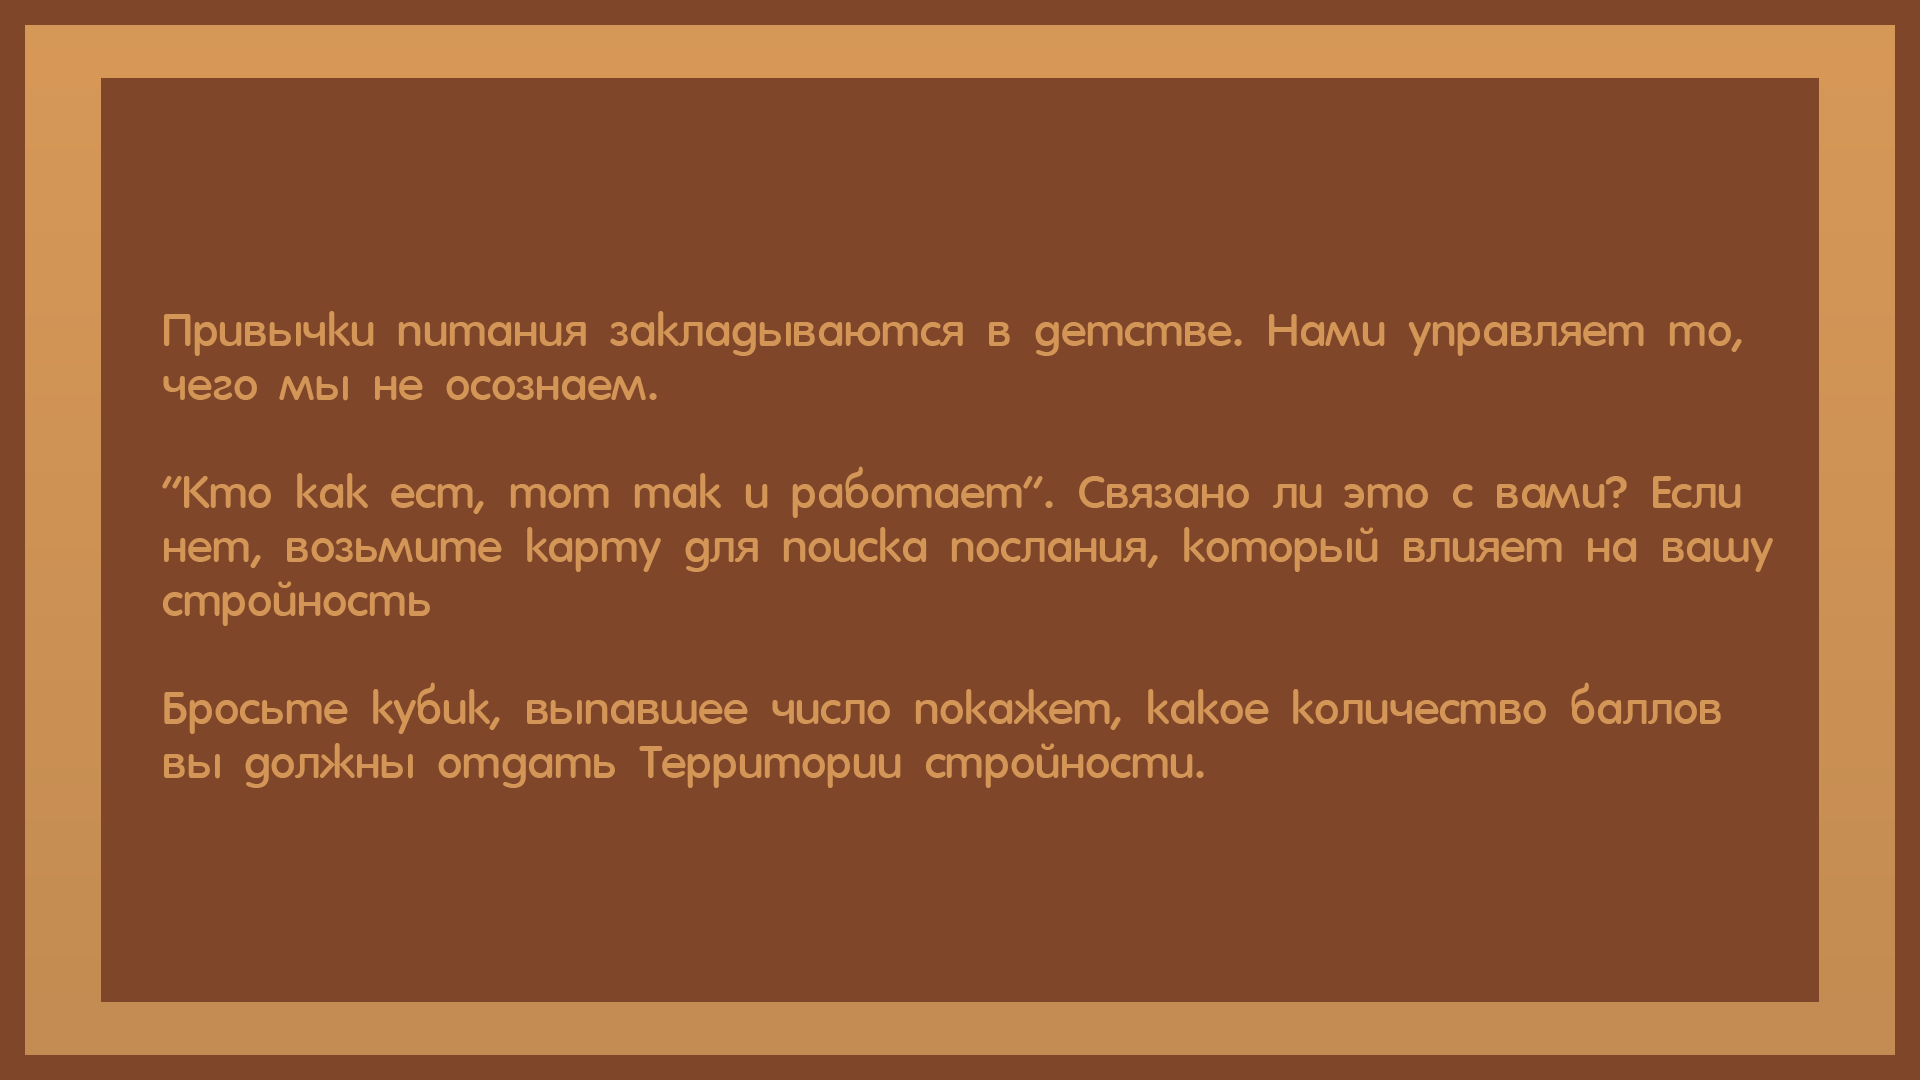 Привычки питания закладываются в детстве. Нами управляет то,
чего мы не осознаем.
"Кто как ест, тот так и работает". Связано ли это с вами? Если
нет, возьмите карту для поиска послания, который влияет на вашу
стройность
Бросьте кубик, выпавшее число покажет, какое количество баллов
вы должны отдать Территории стройности.